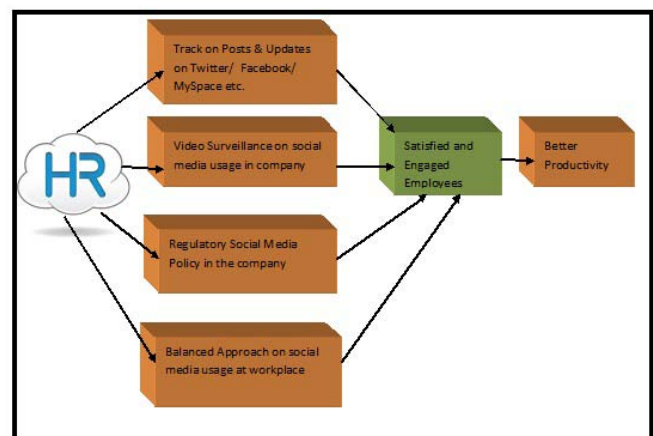 Track on Posts & Updates
on Twitter/ Facebook/
MySpace etc.
HR
Video Surveillance on social
media usage in company
Satisfied and
Engaged
Employees
Better
Productivity
Regulatory Social Media
Policy in the company
Balanced Approach on social
media usage at workplace